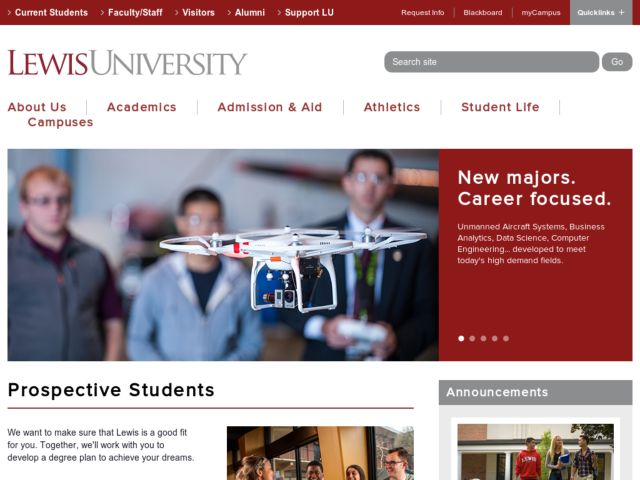 Current Students Faculty/Staff Visitors Alumni Support LU Request Info Blackboard myCampus Quicklinks +
LEWIS UNIVERSITY
Search site Go
About Us Academics Admission & Aid Athletics Student Life
Campuses
New majors.
Career focused.
Unmanned Aircraft Systems, Business
Analytics, Data Science, Computer
Engineering... developed to meet
today's high demand fields.
Prospective Students
Announcements
We want to make sure that Lewis is a good fit
for you. Together, we'll work with you to
develop a degree plan to achieve your dreams.
LEWIS